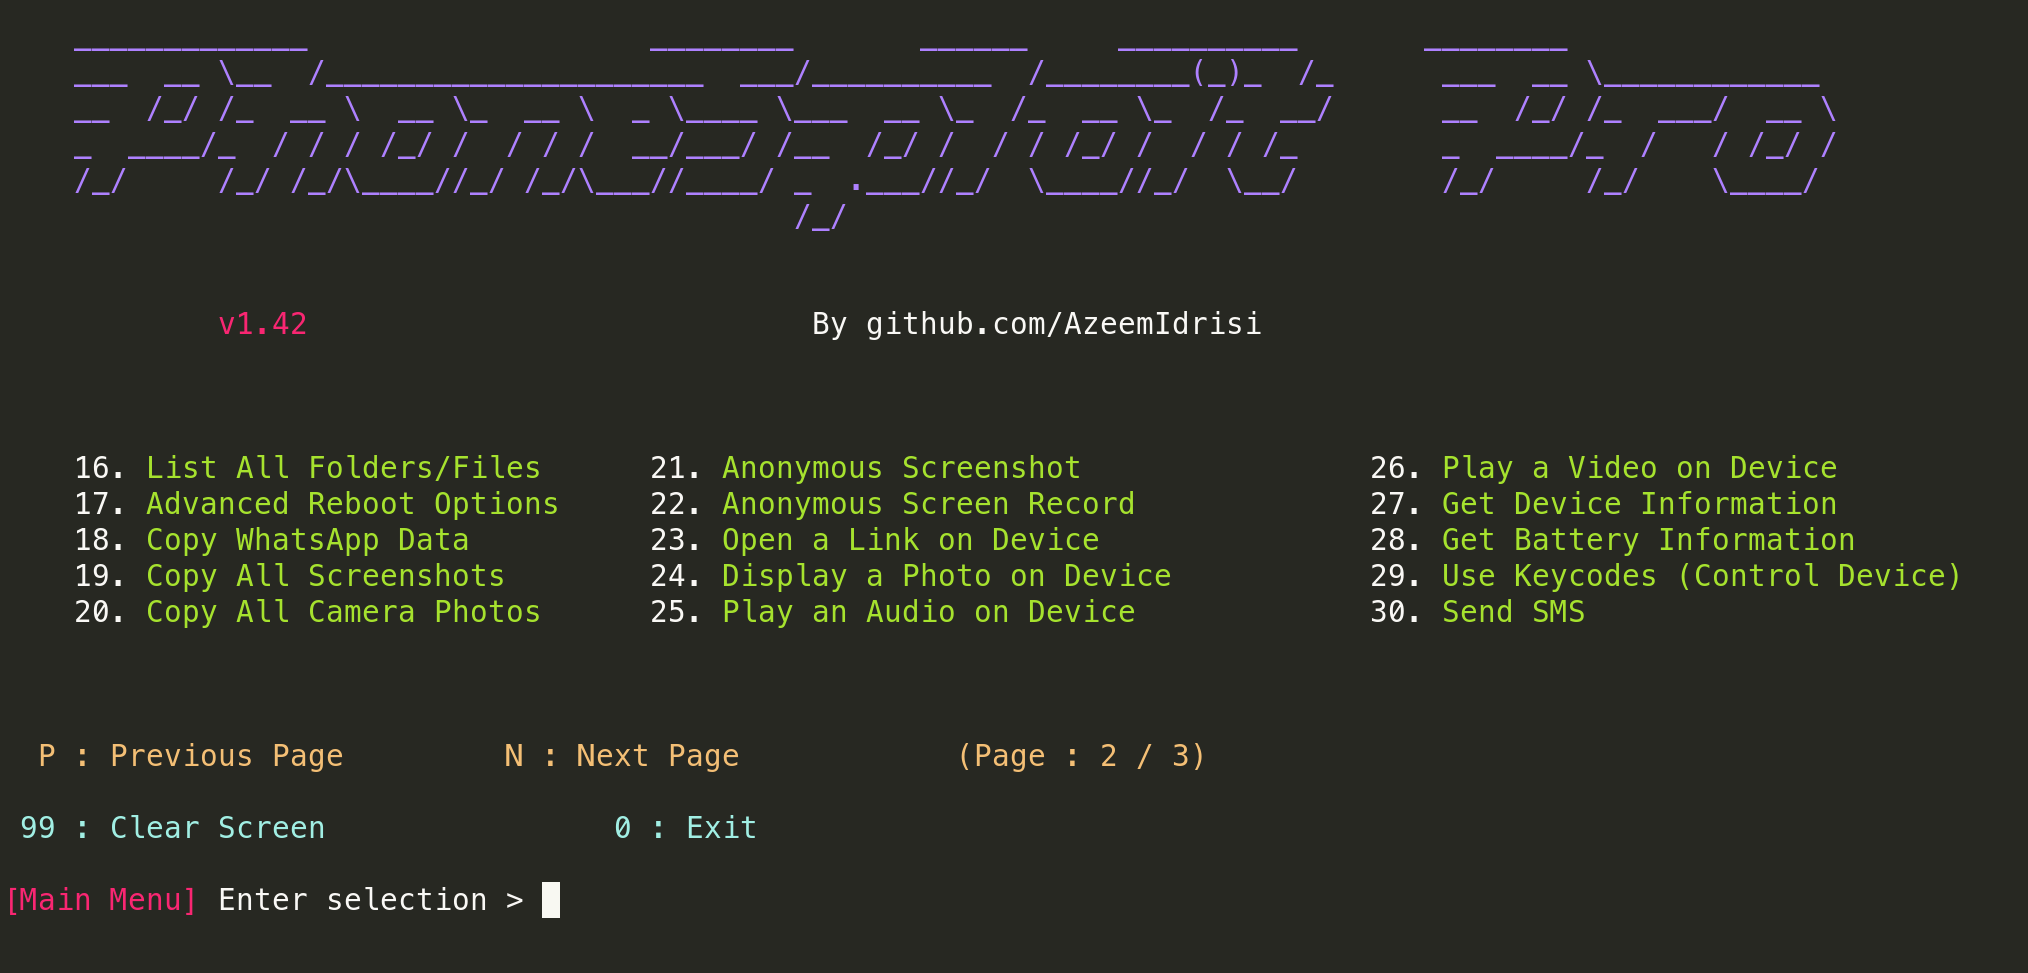 PhoneSploit Pro
v1.42 By github.com/AzeemIdrisi
16. List All Folders/Files 21. Anonymous Screenshot 26. Play a Video on Device
17. Advanced Reboot Options 22. Anonymous Screen Record 27. Get Device Information
18. Copy WhatsApp Data 23. Open a Link on Device 28. Get Battery Information
19. Copy All Screenshots 24. Display a Photo on Device 29. Use Keycodes (Control Device)
20. Copy All Camera Photos 25. Play an Audio on Device 30. Send SMS
P : Previous Page N : Next Page (Page : 2 / 3)
99 : Clear Screen 0 : Exit
[Main Menu] Enter selection >